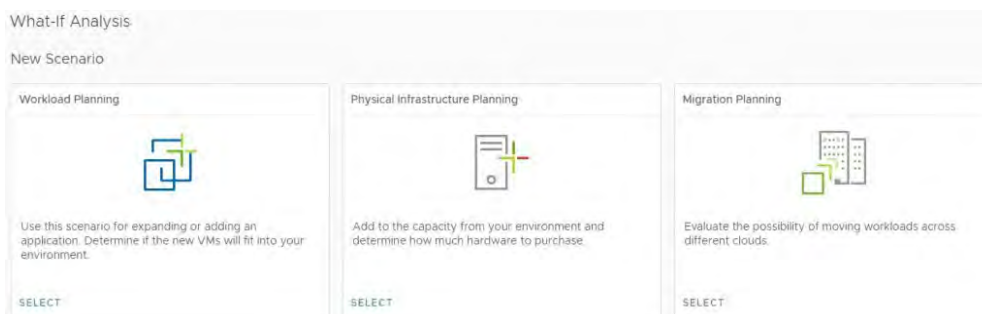 What-If Analysis
New Scenario
Workload Planning
Use this scenario for expanding or adding an
application. Determine if the new VMs will fit into your
environment.
SELECT
Physical Infrastructure Planning
Add to the capacity from your environment and
determine how much hardware to purchase.
SELECT
Migration Planning
Evaluate the possibility of moving workloads across
different clouds.
SELECT